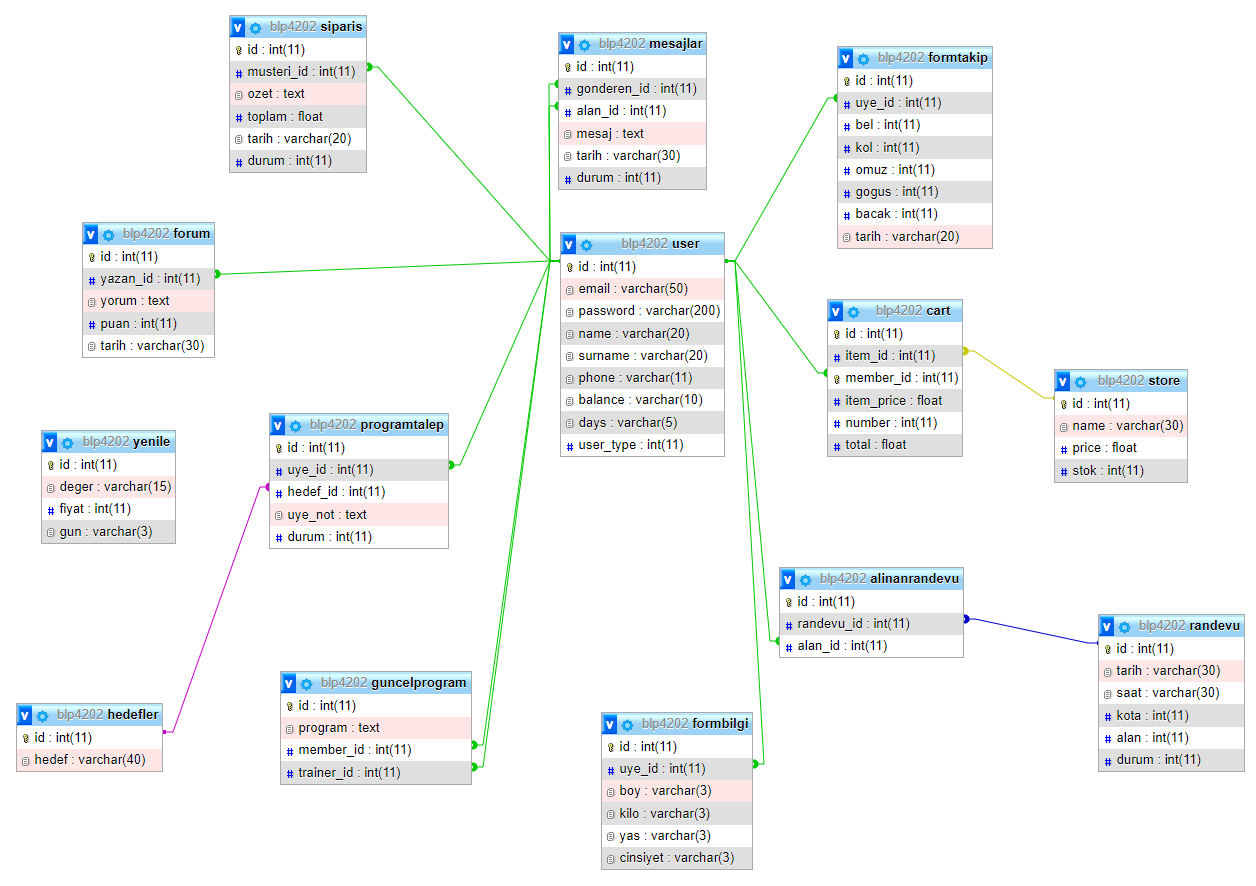 blp4202 siparis
id : int(11)
musteri_id : int(11)
ozet : text
toplam : float
tarih : varchar(20)
durum : int(11)
blp4202 mesajlar
id : int(11)
gonderen_id : int(11)
alan_id : int(11)
mesaj : text
tarih : varchar(30)
durum : int(11)
blp4202 formtakip
id : int(11)
uye_id : int(11)
bel : int(11)
kol : int(11)
omuz : int(11)
gogus : int(11)
bacak : int(11)
tarih : varchar(20)
blp4202 forum
id : int(11)
yazan_id : int(11)
yorum : text
puan : int(11)
tarih : varchar(30)
blp4202 user
id : int(11)
email : varchar(50)
password : varchar(200)
name : varchar(20)
surname : varchar(20)
phone : varchar(11)
balance : varchar(10)
days : varchar(5)
user_type : int(11)
blp4202 cart
id : int(11)
item_id : int(11)
member_id : int(11)
item_price : float
number : int(11)
total : float
blp4202 store
id : int(11)
name : varchar(30)
price : float
stok : int(11)
blp4202 yenile
id : int(11)
deger : varchar(15)
fiyat : int(11)
gun : varchar(3)
blp4202 programtalep
id : int(11)
uye_id : int(11)
hedef_id : int(11)
uye_not : text
durum : int(11)
blp4202 alinanrandevu
id : int(11)
randevu_id : int(11)
alan_id : int(11)
blp4202 randevu
id : int(11)
tarih : varchar(30)
saat : varchar(30)
kota : int(11)
alan : int(11)
durum : int(11)
blp4202 hedefler
id : int(11)
hedef : varchar(40)
blp4202 guncelprogram
id : int(11)
program : text
member_id : int(11)
trainer_id : int(11)
blp4202 formbilgi
id : int(11)
uye_id : int(11)
boy : varchar(3)
kilo : varchar(3)
yas : varchar(3)
cinsiyet : varchar(3)